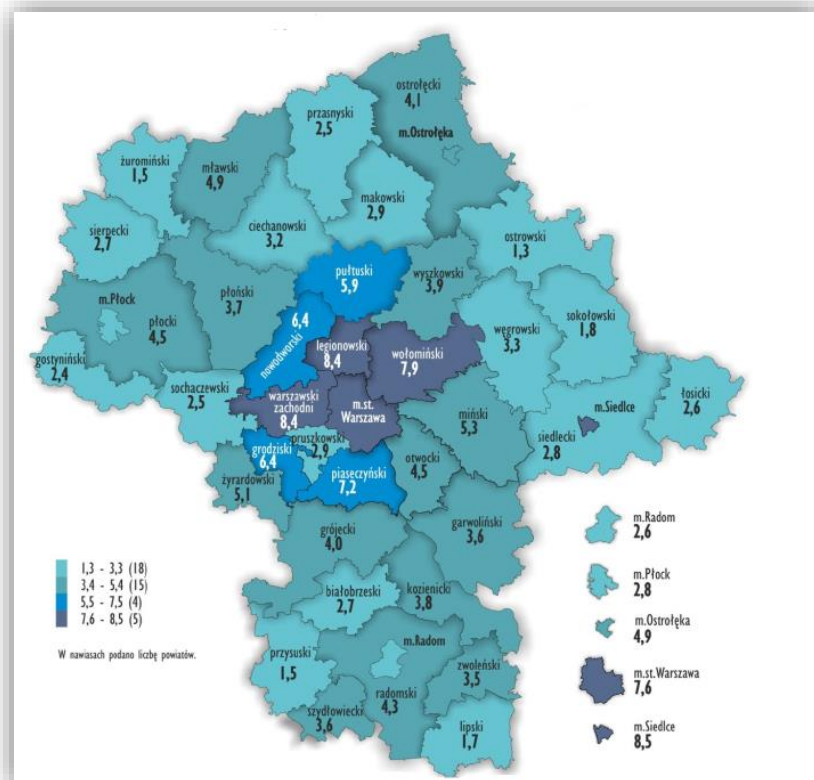 ostrołęcki
4,1
m.Ostrołęka
przasnyski
2,5
żuromiński
1,5
mławski
4,9
makowski
2,9
ciechanowski
3,2
sierpecki
2,7
ostrowski
1,3
pułtuski
5,9
wyszkowski
3,9
płoński
3,7
m.Płock
płocki
4,5
6,4
nowodworski
legionowski
8,4
wołomiński
7,9
węgrowski
3,3
sokołowski
1,8
gostyniński
2,4
sochaczewski
2,5
warszawski
zachodni
8,4
m.st.
Warszawa
miński
5,3
m.Siedlce
siedlecki
2,8
łosicki
2,6
pruszkowski
2,9
grodziski
6,4
otwocki
4,5
piaseczyński
7,2
żyrardowski
5,1
garwoliński
3,6
grójecki
4,0
białobrzeski
2,7
kozienicki
3,8
m.Radom
przysuski
1,5
zwoleński
3,5
radomski
4,3
szydłowiecki
3,6
lipski
1,7
1,3 - 3,3 (18)
3,4 - 5,4 (15)
5,5 - 7,5 (4)
7,6 - 8,5 (5)
W nawiasach podano liczbę powiatów.
m.Radom
2,6
m.Płock
2,8
m.Ostrołęka
4,9
m.st.Warszawa
7,6
m.Siedlce
8,5